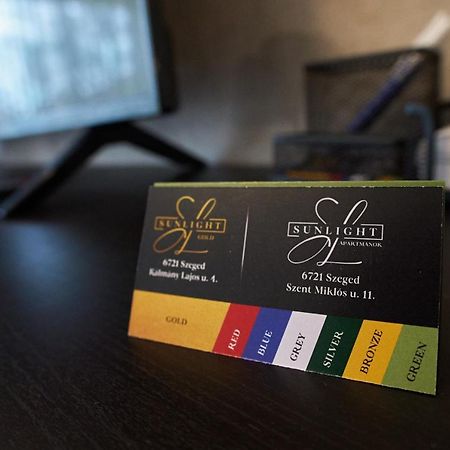 SUNLIGHT
GOLD
6721 Szeged
Kálmány Lajos u. 4.
SUNLIGHT
APARTMANOK
6721 Szeged
Szent Miklós u. 11.
GOLD
RED
BLUE
GREY
SILVER
BRONZE
GREEN